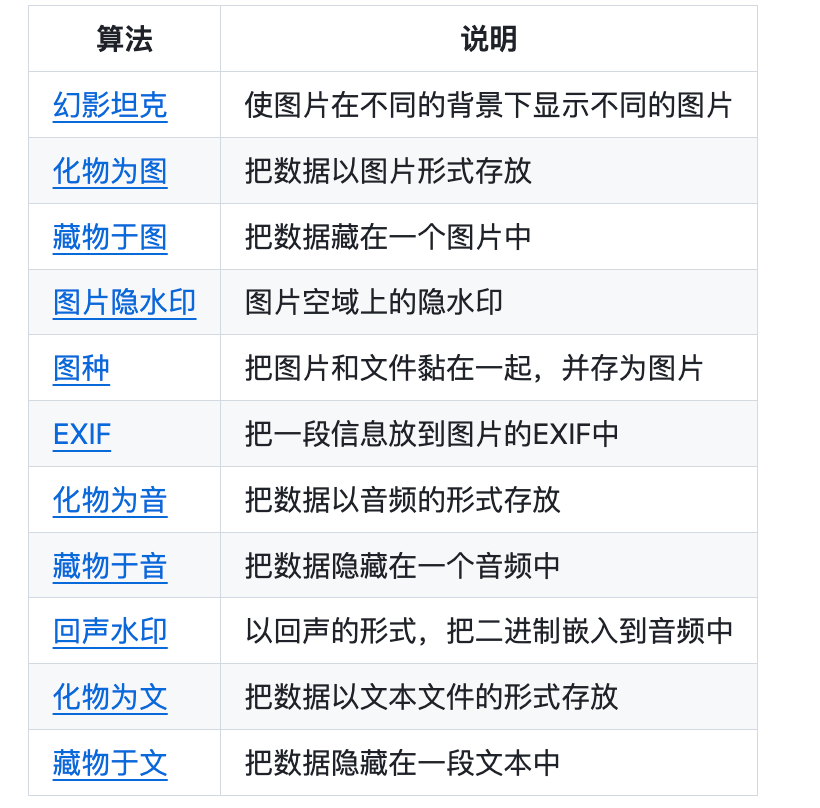 算法 说明
幻影坦克 使图片在不同的背景下显示不同的图片
化物为图 把数据以图片形式存放
藏物于图 把数据藏在一个图片中
图片隐水印 图片空域上的隐水印
图种 把图片和文件黏在一起，并存为图片
EXIF 把一段信息放到图片的EXIF中
化物为音 把数据以音频的形式存放
藏物于音 把数据隐藏在一个音频中
回声水印 以回声的形式，把二进制嵌入到音频中
化物为文 把数据以文本文件的形式存放
藏物于文 把数据隐藏在一段文本中